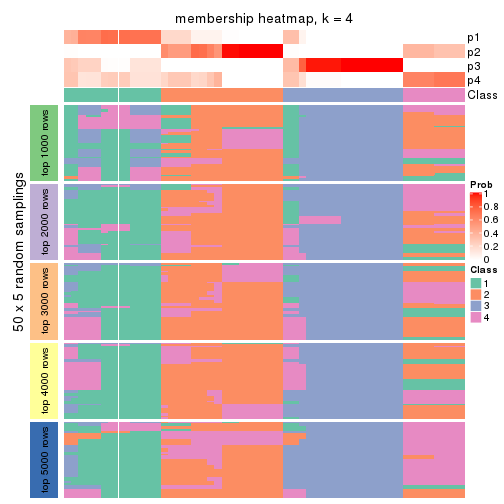 membership heatmap, k = 4
p1
p2
p3
p4
Class
50 x 5 random samplings
top 1000 rows
top 2000 rows
top 3000 rows
top 4000 rows
top 5000 rows
Prob
1
0.8
0.6
0.4
0.2
0
Class
1
2
3
4